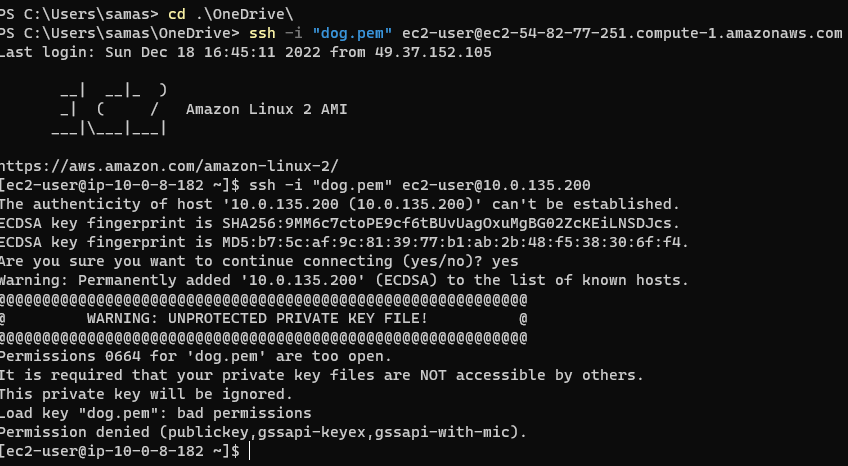 PS C:\Users\samas> cd .\OneDrive\
PS C:\Users\samas\OneDrive> ssh -i "dog.pem" ec2-user@ec2-54-82-77-251.compute-1.amazonaws.com
Last login: Sun Dec 18 16:45:11 2022 from 49.37.152.105
       __|  __|_  )
       _|  (     /   Amazon Linux 2 AMI
      ___|\___|___|
https://aws.amazon.com/amazon-linux-2/
[ec2-user@ip-10-0-8-182 ~]$ ssh -i "dog.pem" ec2-user@10.0.135.200
The authenticity of host '10.0.135.200 (10.0.135.200)' can't be established.
ECDSA key fingerprint is SHA256:9MM6c7ctoPE9cf6tBUvUagOxuMgBG02ZcKEiLNSDJcs.
ECDSA key fingerprint is MD5:b7:5c:af:9c:81:39:77:b1:ab:2b:48:f5:38:30:6f:f4.
Are you sure you want to continue connecting (yes/no)? yes
Warning: Permanently added '10.0.135.200' (ECDSA) to the list of known hosts.
@@@@@@@@@@@@@@@@@@@@@@@@@@@@@@@@@@@@@@@@@@@@@@@@@@@@@@@@@@@
@         WARNING: UNPROTECTED PRIVATE KEY FILE!          @
@@@@@@@@@@@@@@@@@@@@@@@@@@@@@@@@@@@@@@@@@@@@@@@@@@@@@@@@@@@
Permissions 0664 for 'dog.pem' are too open.
It is required that your private key files are NOT accessible by others.
This private key will be ignored.
Load key "dog.pem": bad permissions
Permission denied (publickey,gssapi-keyex,gssapi-with-mic).
[ec2-user@ip-10-0-8-182 ~]$